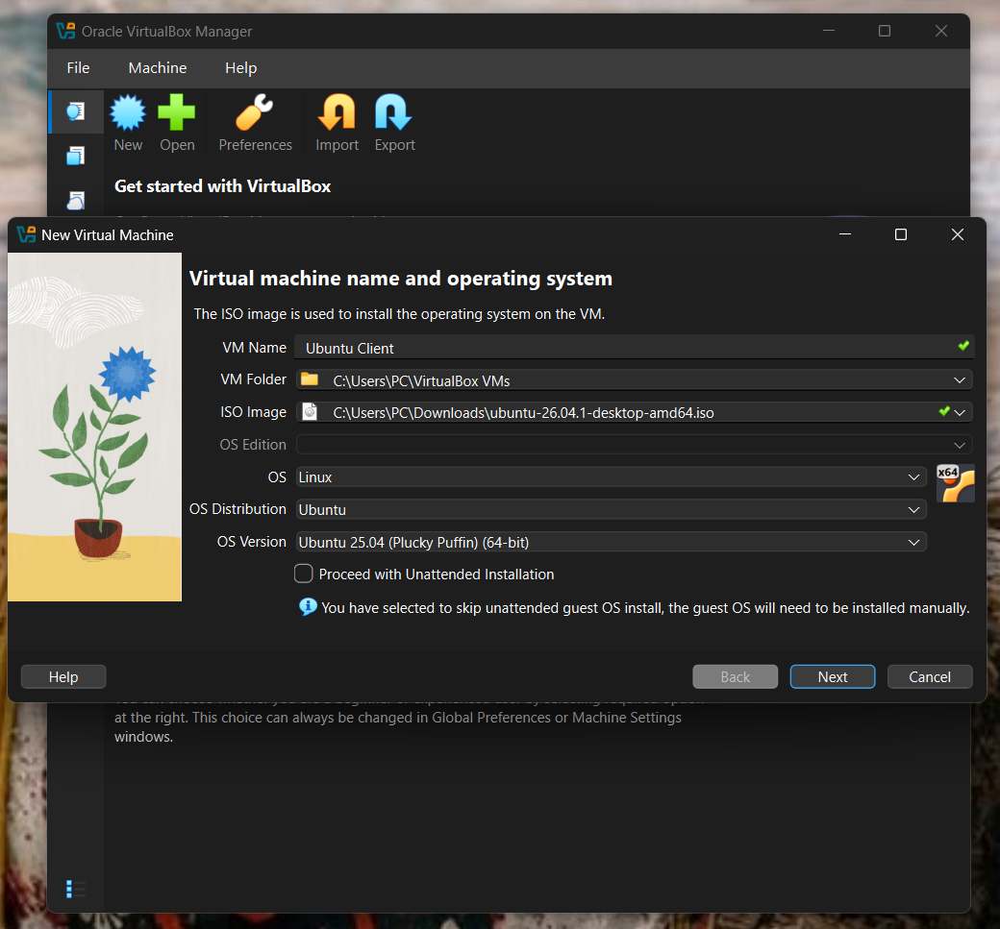 Oracle VirtualBox Manager
File Machine Help
New Open Preferences Import Export
Get started with VirtualBox
New Virtual Machine
Virtual machine name and operating system
The ISO image is used to install the operating system on the VM.
VM Name Ubuntu Client
VM Folder C:\Users\PC\VirtualBox VMs
ISO Image C:\Users\PC\Downloads\ubuntu-26.04.1-desktop-amd64.iso
OS Edition
OS Linux x64
OS Distribution Ubuntu
OS Version Ubuntu 25.04 (Plucky Puffin) (64-bit)
Proceed with Unattended Installation
You have selected to skip unattended guest OS install, the guest OS will need to be installed manually.
Help Back Next Cancel
at the right. This choice can always be changed in Global Preferences or Machine Settings
windows.